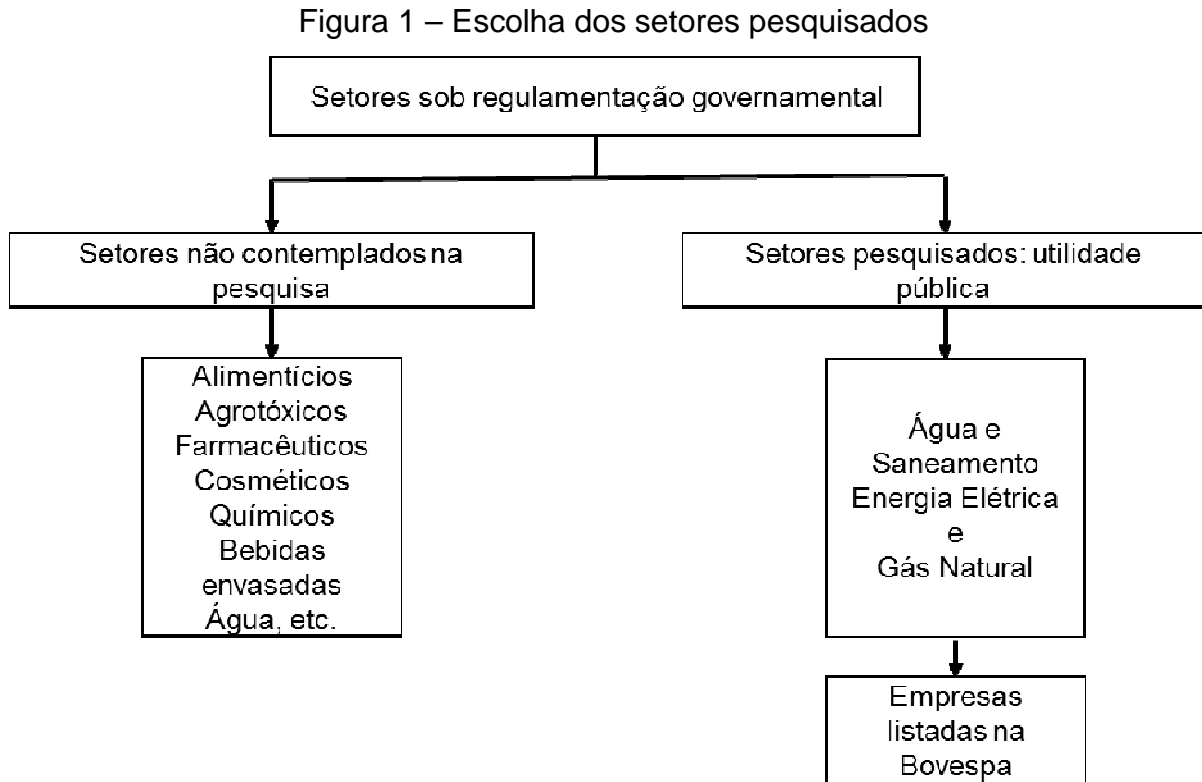 Figura 1 – Escolha dos setores pesquisados
Setores sob regulamentação governamental
Setores não contemplados na
pesquisa
Setores pesquisados: utilidade
pública
Alimentícios
Agrotóxicos
Farmacêuticos
Cosméticos
Químicos
Bebidas
envasadas
Água, etc.
Água e
Saneamento
Energia Elétrica
e
Gás Natural
Empresas
listadas na
Bovespa